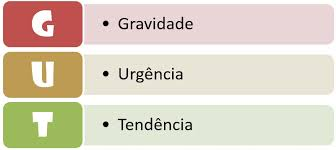 G • Gravidade
U • Urgência
T • Tendência